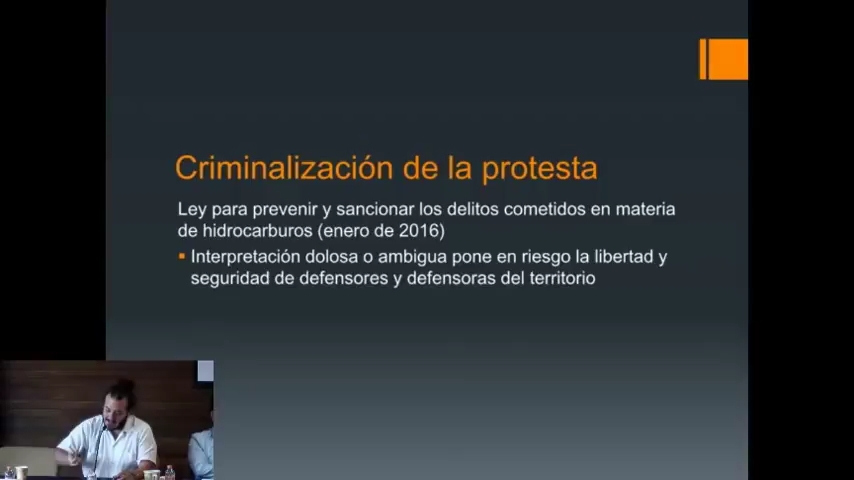 Criminalización de la protesta
Ley para prevenir y sancionar los delitos cometidos en materia
de hidrocarburos (enero de 2016)
Interpretación dolosa o ambigua pone en riesgo la libertad y
seguridad de defensores y defensoras del territorio